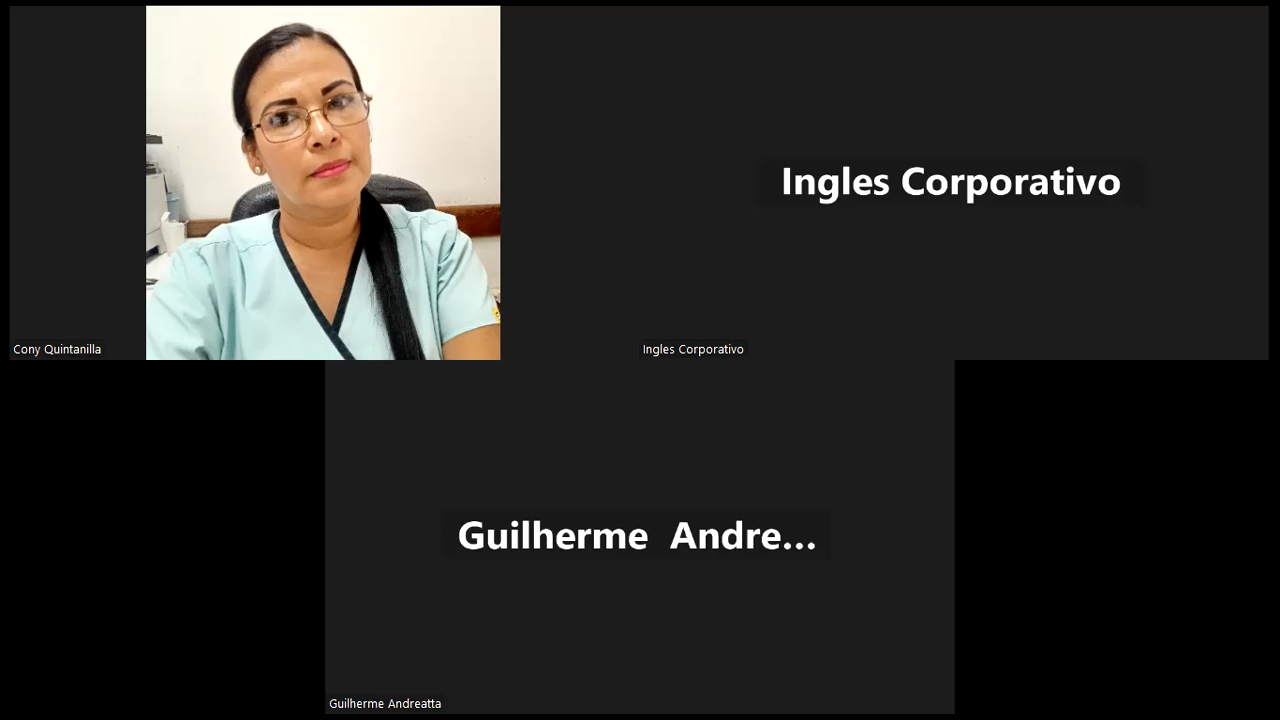 Cony Quintanilla
Ingles Corporativo
Ingles Corporativo
Guilherme Andre...
Guilherme Andreatta